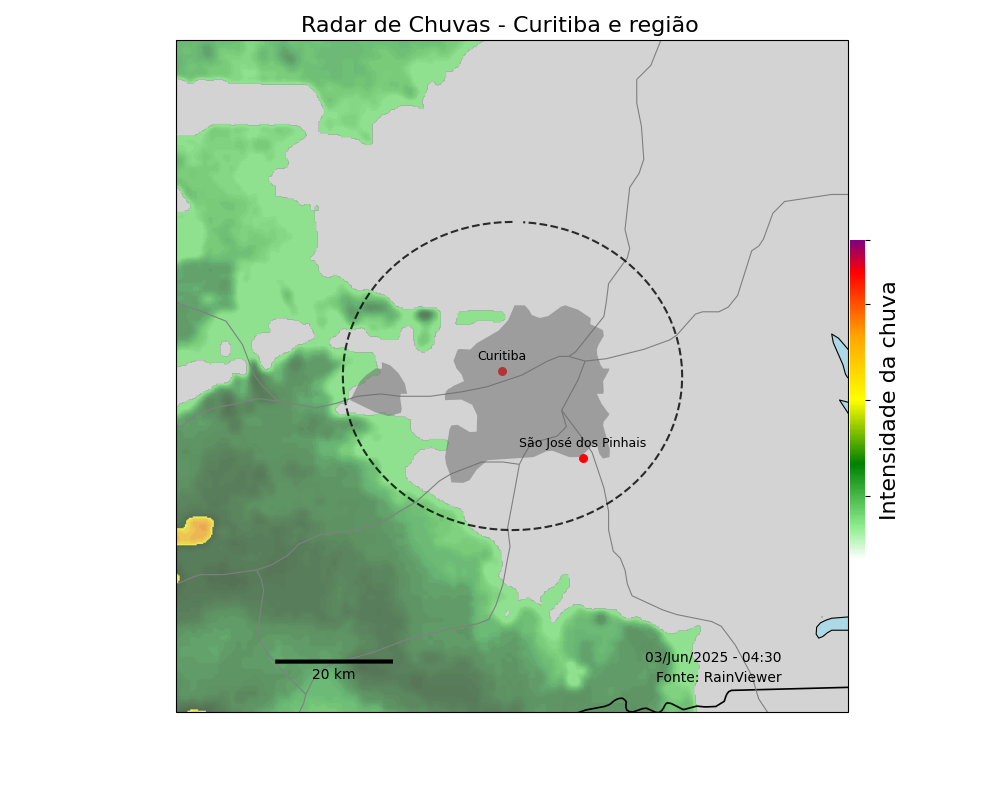 Radar de Chuvas - Curitiba e região
Curitiba
São José dos Pinhais
Intensidade da chuva
03/Jun/2025 - 04:30
Fonte: RainViewer
20 km